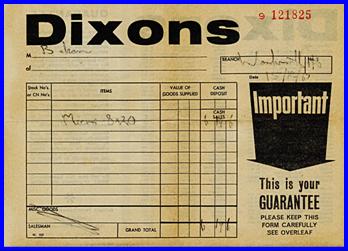 Dixons
9 121825
M
BRANCH
of
Date
Stock No's. or CN No's.
ITEMS
VALUE OF GOODS SUPPLIED
CASH DEPOSIT
CASH SALES
Important
This is your
GUARANTEE
PLEASE KEEP THIS
FORM CAREFULLY
SEE OVERLEAF
MISC. GOODS
SALESMAN
GRAND TOTAL